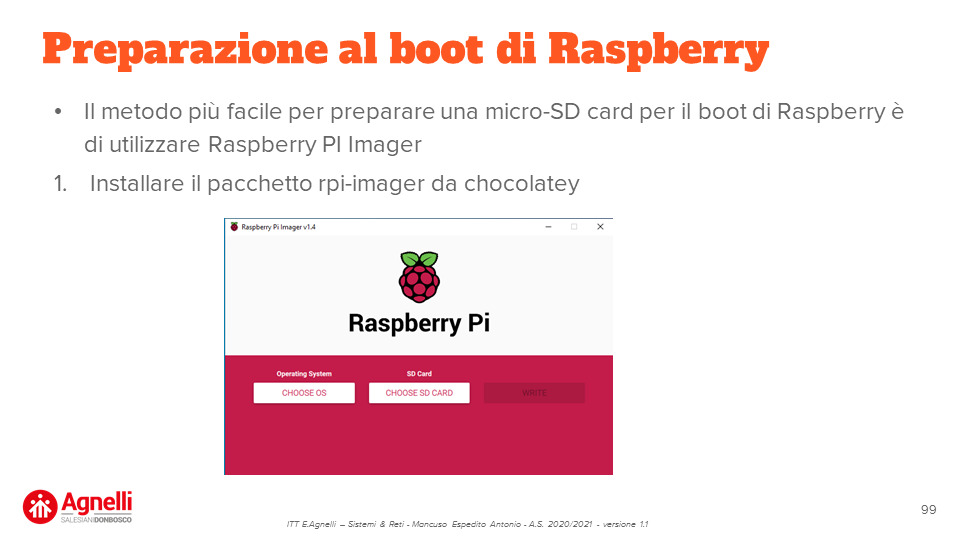 Preparazione al boot di Raspberry
• Il metodo più facile per preparare una micro-SD card per il boot di Raspberry è
di utilizzare Raspberry PI Imager
1. Installare il pacchetto rpi-imager da chocolatey
Raspberry Pi Imager v1.4
Raspberry Pi
Operating System
SD Card
CHOOSE OS
CHOOSE SD CARD
WRITE
Agnelli
SALESIANI DONBOSCO
99
ITT E.Agnelli – Sistemi & Reti - Mancuso Espedito Antonio - A.S. 2020/2021 - versione 1.1